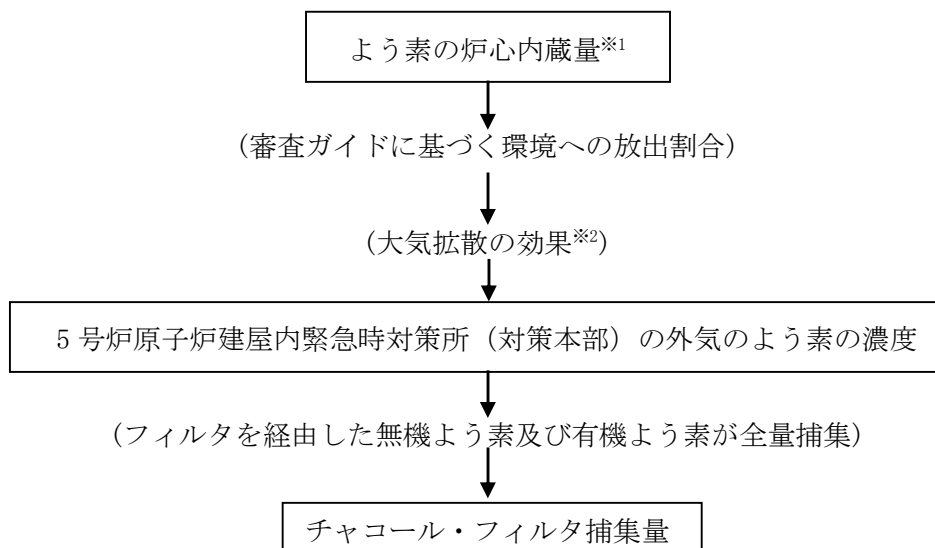 よう素の炉心内蔵量※1
(審査ガイドに基づく環境への放出割合)
(大気拡散の効果※2)
5 号炉原子炉建屋内緊急時対策所（対策本部）の外気のよう素の濃度
(フィルタを経由した無機よう素及び有機よう素が全量捕集)
チャコール・フィルタ捕集量